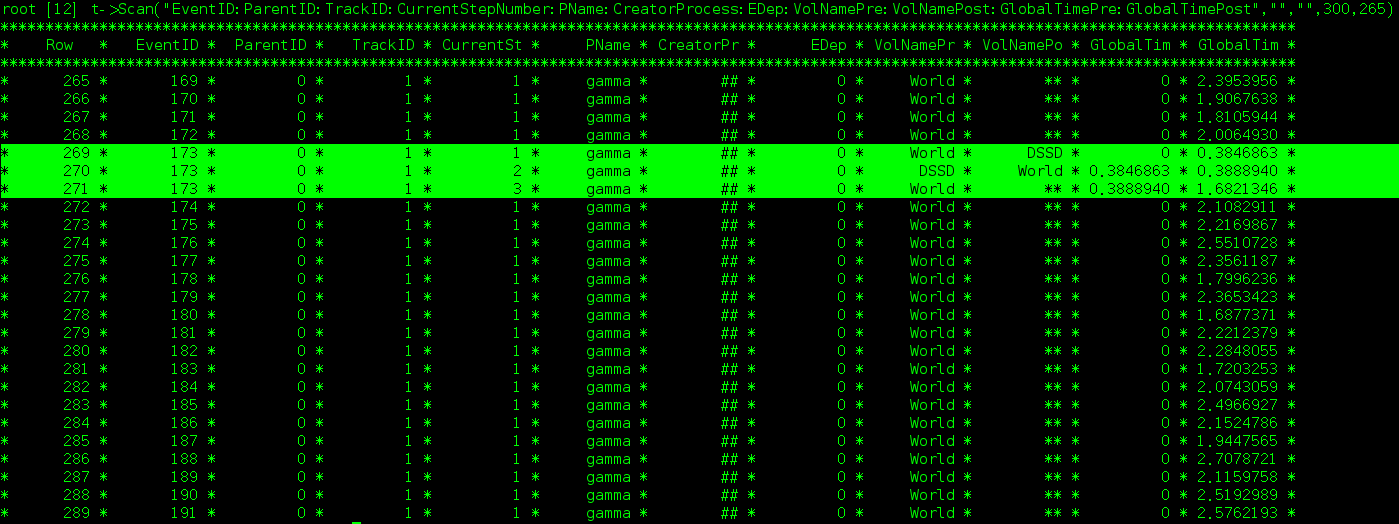 root [12] t->Scan("EventID:ParentID:TrackID:CurrentStepNumber:PName:CreatorProcess:EDep:VolNamePre:VolNamePost:GlobalTimePre:GlobalTimePost","","",300,265)
************************************************************************************************************************************************
* Row * EventID * ParentID * TrackID * CurrentSt * PName * CreatorPr * EDep * VolNamePr * VolNamePo * GlobalTim * GlobalTim *
************************************************************************************************************************************************
* 265 * 169 * 0 * 1 * 1 * gamma * ## * 0 * World * ** * 0 * 2.3953956 *
* 266 * 170 * 0 * 1 * 1 * gamma * ## * 0 * World * ** * 0 * 1.9067638 *
* 267 * 171 * 0 * 1 * 1 * gamma * ## * 0 * World * ** * 0 * 1.8105944 *
* 268 * 172 * 0 * 1 * 1 * gamma * ## * 0 * World * ** * 0 * 2.0064930 *
* 269 * 173 * 0 * 1 * 1 * gamma * ## * 0 * World * DSSD * 0 * 0.3846863 *
* 270 * 173 * 0 * 1 * 2 * gamma * ## * 0 * DSSD * World * 0.3846863 * 0.3888940 *
* 271 * 173 * 0 * 1 * 3 * gamma * ## * 0 * World * ** * 0.3888940 * 1.6821346 *
* 272 * 174 * 0 * 1 * 1 * gamma * ## * 0 * World * ** * 0 * 2.1082911 *
* 273 * 175 * 0 * 1 * 1 * gamma * ## * 0 * World * ** * 0 * 2.2169867 *
* 274 * 176 * 0 * 1 * 1 * gamma * ## * 0 * World * ** * 0 * 2.5510728 *
* 275 * 177 * 0 * 1 * 1 * gamma * ## * 0 * World * ** * 0 * 2.3561187 *
* 276 * 178 * 0 * 1 * 1 * gamma * ## * 0 * World * ** * 0 * 1.7996236 *
* 277 * 179 * 0 * 1 * 1 * gamma * ## * 0 * World * ** * 0 * 2.3653423 *
* 278 * 180 * 0 * 1 * 1 * gamma * ## * 0 * World * ** * 0 * 1.6877371 *
* 279 * 181 * 0 * 1 * 1 * gamma * ## * 0 * World * ** * 0 * 2.2212379 *
* 280 * 182 * 0 * 1 * 1 * gamma * ## * 0 * World * ** * 0 * 2.2848055 *
* 281 * 183 * 0 * 1 * 1 * gamma * ## * 0 * World * ** * 0 * 1.7203253 *
* 282 * 184 * 0 * 1 * 1 * gamma * ## * 0 * World * ** * 0 * 2.0743059 *
* 283 * 185 * 0 * 1 * 1 * gamma * ## * 0 * World * ** * 0 * 2.4966927 *
* 284 * 186 * 0 * 1 * 1 * gamma * ## * 0 * World * ** * 0 * 2.1524786 *
* 285 * 187 * 0 * 1 * 1 * gamma * ## * 0 * World * ** * 0 * 1.9447565 *
* 286 * 188 * 0 * 1 * 1 * gamma * ## * 0 * World * ** * 0 * 2.7078721 *
* 287 * 189 * 0 * 1 * 1 * gamma * ## * 0 * World * ** * 0 * 2.1159758 *
* 288 * 190 * 0 * 1 * 1 * gamma * ## * 0 * World * ** * 0 * 2.5192989 *
* 289 * 191 * 0 * 1 * 1 * gamma * ## * 0 * World * ** * 0 * 2.5762193 *